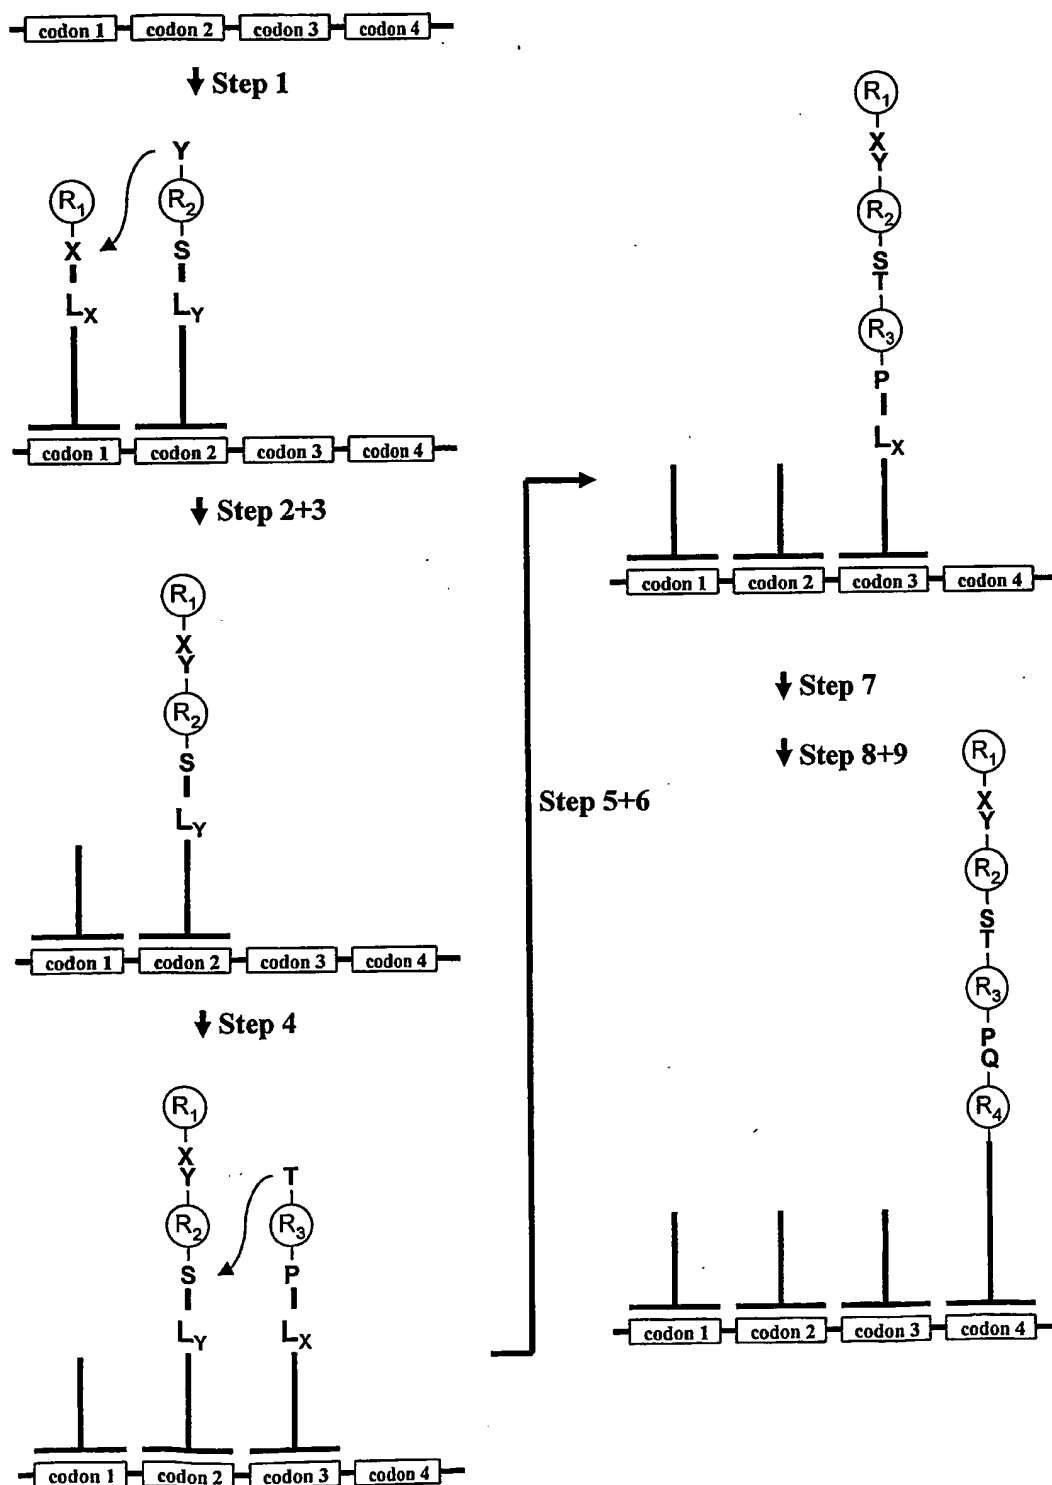 codon 1 codon 2 codon 3 codon 4
Step 1
Y
R1 R2
X S
LX LY
codon 1 codon 2 codon 3 codon 4
Step 2+3
R1
X
Y
R2
S
LY
codon 1 codon 2 codon 3 codon 4
Step 4
R1
X
Y T
R2 R3
S P
LY LX
codon 1 codon 2 codon 3 codon 4
Step 5+6
R1
X
Y
R2
S
T
R3
P
LX
codon 1 codon 2 codon 3 codon 4
Step 7
Step 8+9
R1
X
Y
R2
S
T
R3
P
Q
R4
codon 1 codon 2 codon 3 codon 4